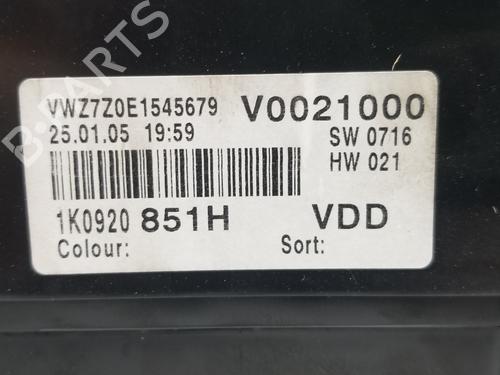 VWZ7Z0E1545679 V0021000
25.01.05 19:59 SW 0716
HW 021
1K0920 851H VDD
Colour: Sort:
B-PARTS